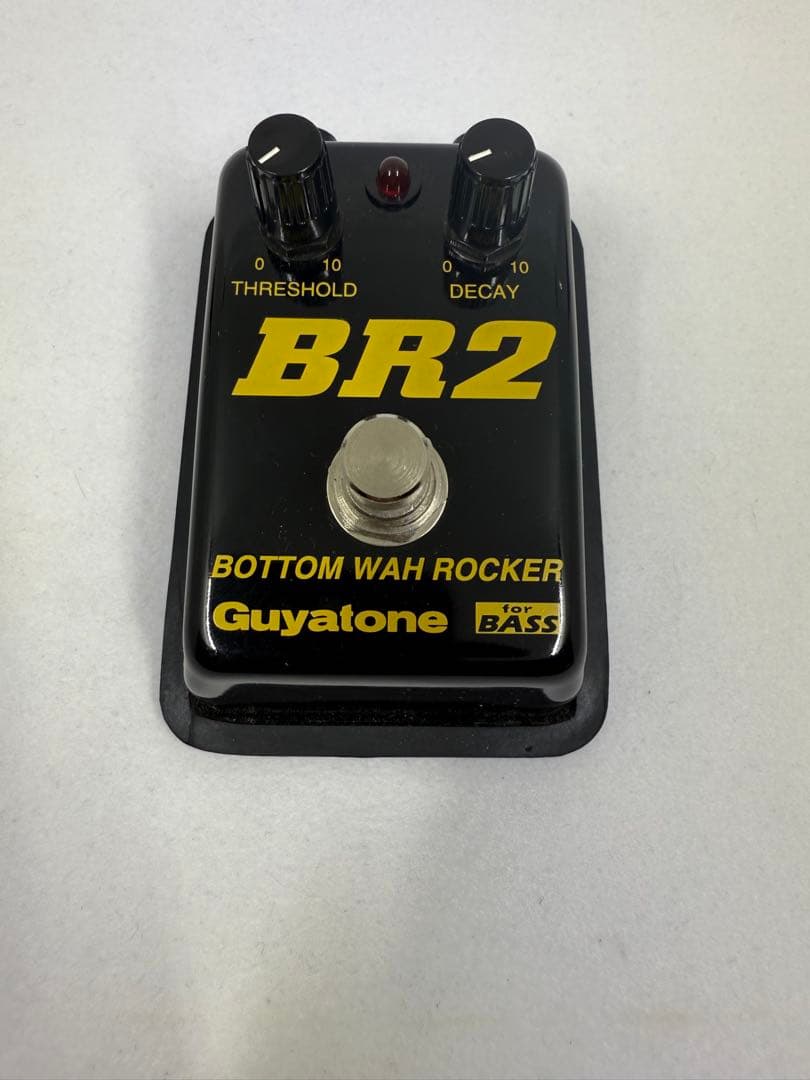 0 10 0 10
THRESHOLD DECAY
BR2
BOTTOM WAH ROCKER
Guyatone for BASS